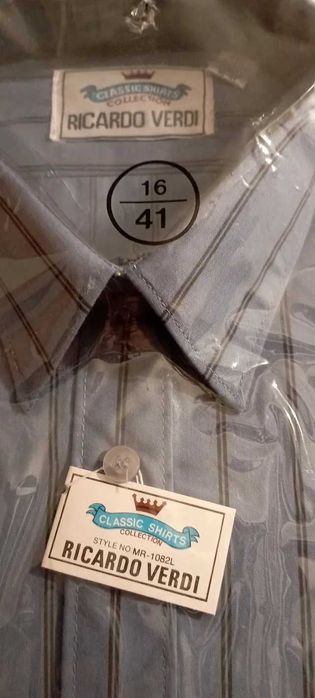 CLASSIC SHIRTS
COLLECTION
RICARDO VERDI
16
41
CLASSIC SHIRTS
COLLECTION
STYLE NO. MR-1082L
RICARDO VERDI